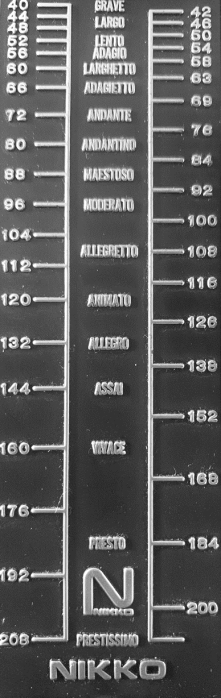 40 GRAVE 42
44 LARGO 46
48 50
52 LENTO 54
56 ADAGIO 58
60 LARGHETTO 63
66 ADAGIETTO 69
72 ANDANTE 76
80 ANDANTINO 84
88 MAESTOSO 92
96 MODERATO 100
104 ALLEGRETTO 108
112 116
120 ANIMATO 126
132 ALLEGRO 138
144 ASSAI 152
160 VIVACE 168
176
PRESTO 184
192 N
NIKKO 200
208 PRESTISSIMO
NIKKO